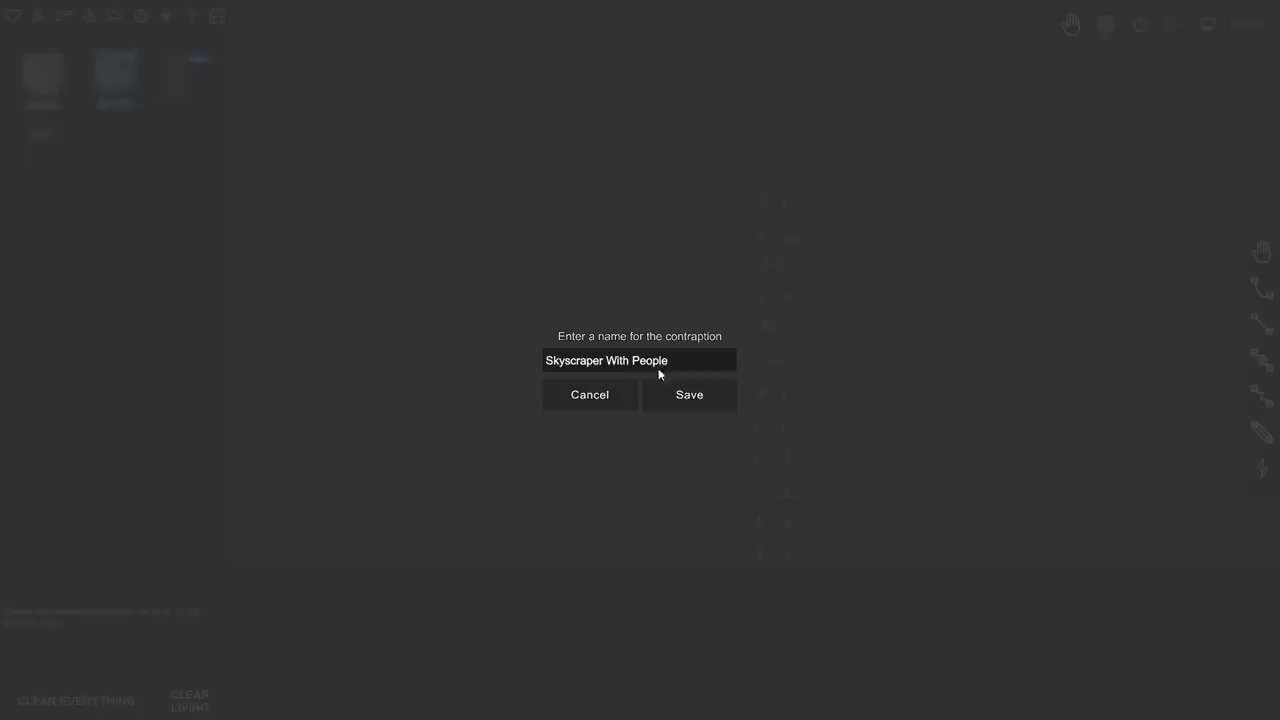 Enter a name for the contraption
Skyscraper With People
Cancel
Save
CLEAR EVERYTHING
CLEAR
LIVING